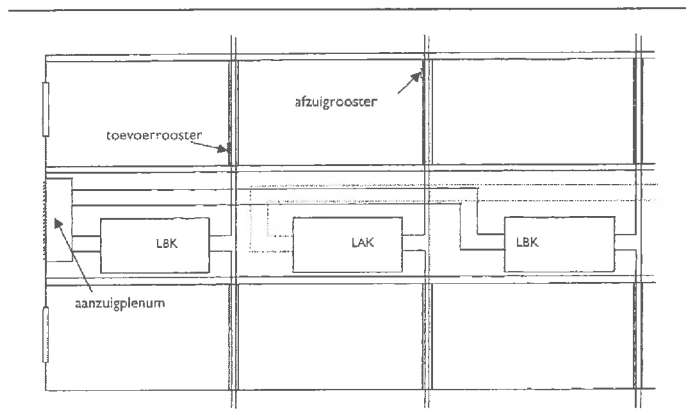 afzuigrooster
toevoerrooster
LBK
LAK
LBK
aanzuigplenum